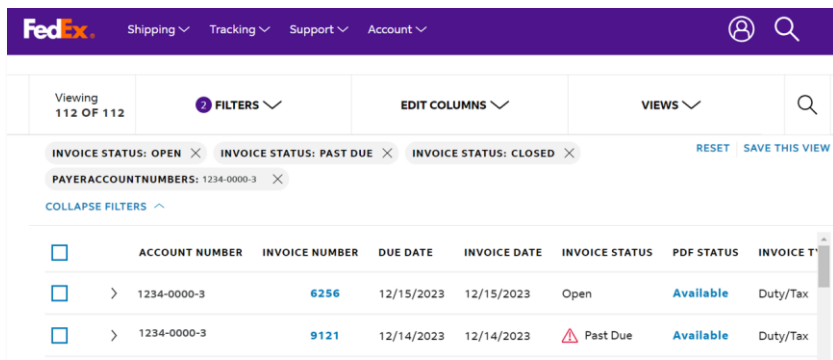 FedEx. Shipping Tracking Support Account
Viewing
112 OF 112
2 FILTERS
EDIT COLUMNS
VIEWS
INVOICE STATUS: OPEN INVOICE STATUS: PAST DUE INVOICE STATUS: CLOSED RESET SAVE THIS VIEW
PAYERACCOUNTNUMBERS: 1234-0000-3
COLLAPSE FILTERS
ACCOUNT NUMBER INVOICE NUMBER DUE DATE INVOICE DATE INVOICE STATUS PDF STATUS INVOICE
1234-0000-3 6256 12/15/2023 12/15/2023 Open Available Duty/Tax
1234-0000-3 9121 12/14/2023 12/14/2023 Past Due Available Duty/Tax